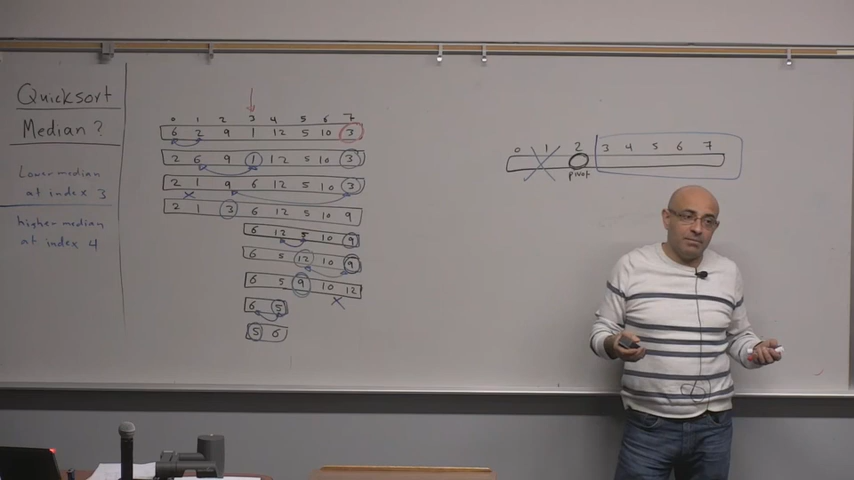 Quicksort
Median?
Lower median
at index 3
higher median
at index 4
0 1 2 3 4 5 6 7
6 2 9 1 12 5 10 3
2 6 9 1 12 5 10 3
2 1 9 6 12 5 10 3
2 1 3 6 12 5 10 9
6 12 5 10 9
6 5 12 10 9
6 5 9 10 12
6 5
5 6
0 1 2 3 4 5 6 7
pivot